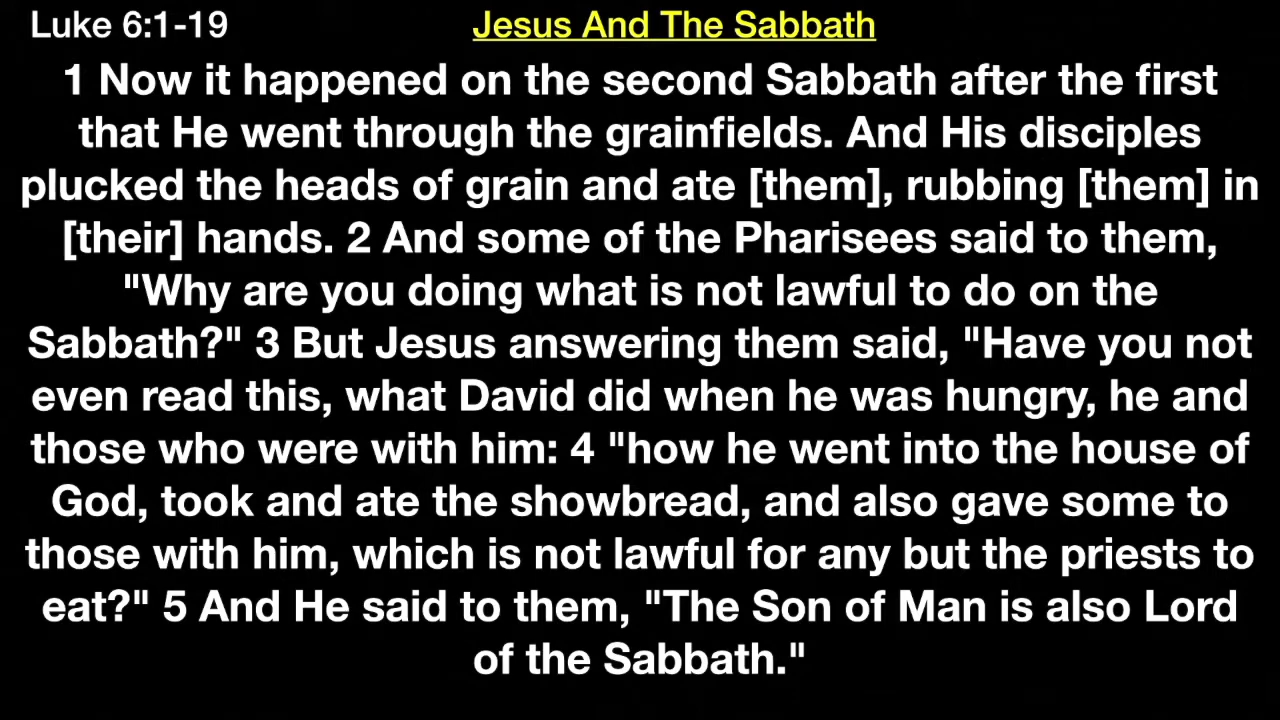 Luke 6:1-19
Jesus And The Sabbath
1 Now it happened on the second Sabbath after the first
that He went through the grainfields. And His disciples
plucked the heads of grain and ate [them], rubbing [them] in
[their] hands. 2 And some of the Pharisees said to them,
"Why are you doing what is not lawful to do on the
Sabbath?" 3 But Jesus answering them said, "Have you not
even read this, what David did when he was hungry, he and
those who were with him: 4 "how he went into the house of
God, took and ate the showbread, and also gave some to
those with him, which is not lawful for any but the priests to
eat?" 5 And He said to them, "The Son of Man is also Lord
of the Sabbath."